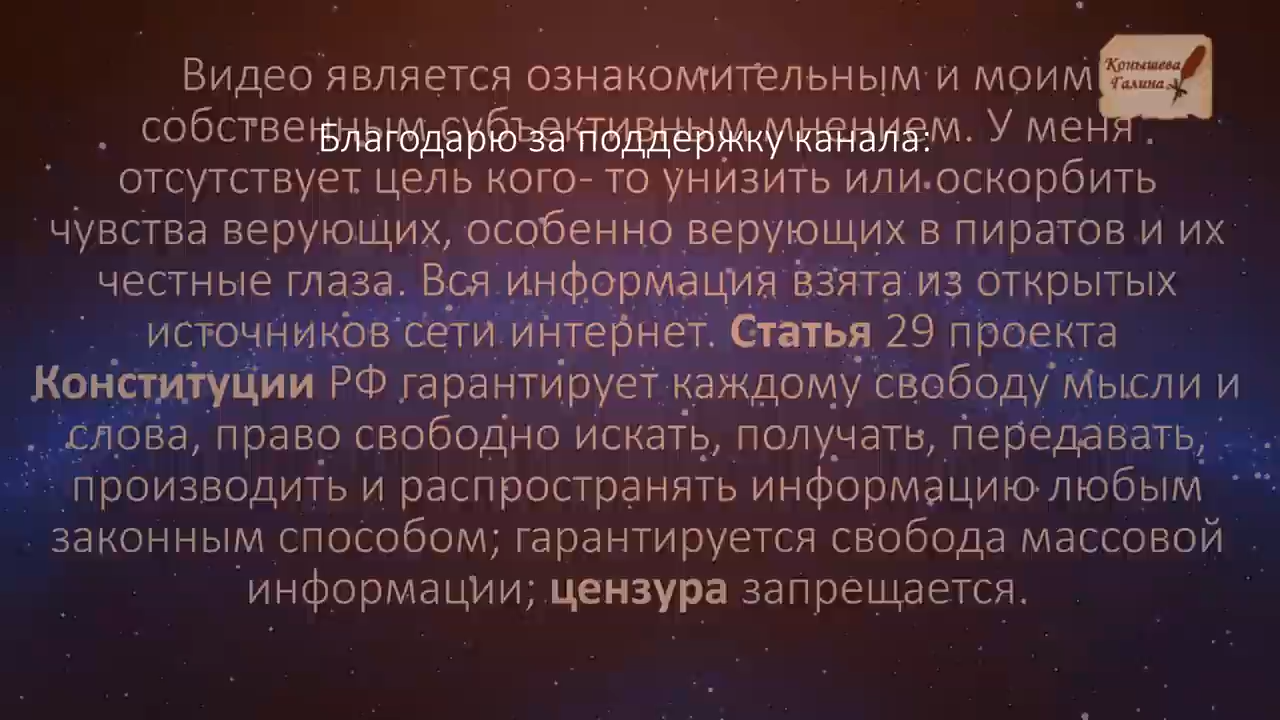 Видео является ознакомительным и моим
Конышева
Галина
собственным субъективным мнением. У меня
Благодарю за поддержку канала:
отсутствует цель кого- то унизить или оскорбить
чувства верующих, особенно верующих в пиратов и их
честные глаза. Вся информация взята из открытых
источников сети интернет. Статья 29 проекта
Конституции РФ гарантирует каждому свободу мысли и
слова, право свободно искать, получать, передавать,
производить и распространять информацию любым
законным способом; гарантируется свобода массовой
информации; цензура запрещается.